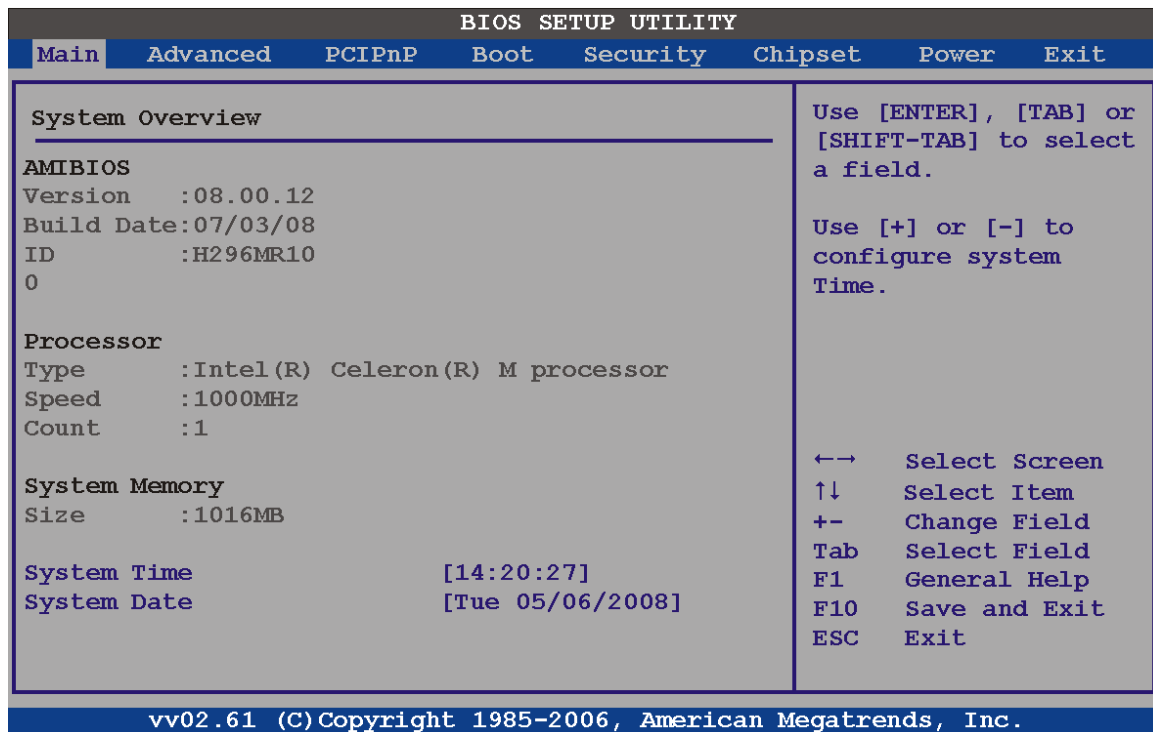 BIOS SETUP UTILITY
Main Advanced PCIPnP Boot Security Chipset Power Exit
System Overview
AMIBIOS
Version :08.00.12
Build Date:07/03/08
ID :H296MR10
0
Processor
Type :Intel(R) Celeron(R) M processor
Speed :1000MHz
Count :1
System Memory
Size :1016MB
System Time [14:20:27]
System Date [Tue 05/06/2008]
Use [ENTER], [TAB] or
[SHIFT-TAB] to select
a field.
Use [+] or [-] to
configure system
Time.
←→ Select Screen
↑↓ Select Item
+- Change Field
Tab Select Field
F1 General Help
F10 Save and Exit
ESC Exit
vv02.61 (C)Copyright 1985-2006, American Megatrends, Inc.